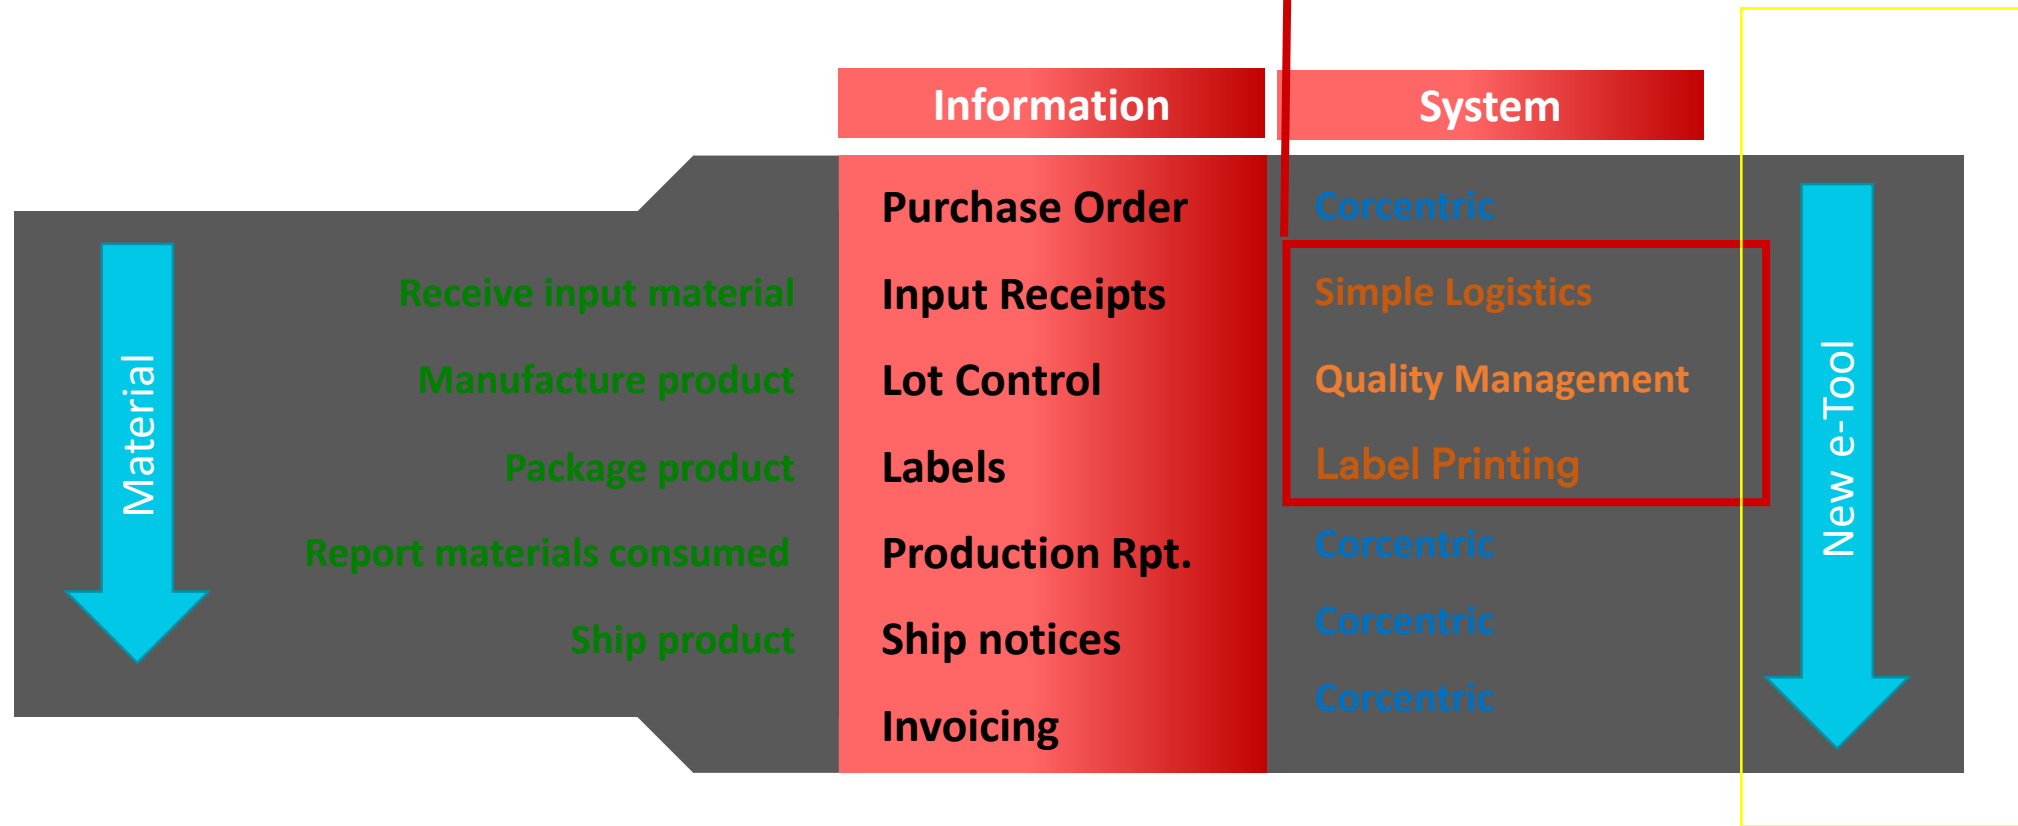 Information
System
Purchase Order
Corcentric
Receive input material
Input Receipts
Simple Logistics
Manufacture product
Lot Control
Quality Management
Package product
Labels
Label Printing
Report materials consumed
Production Rpt.
Corcentric
Ship product
Ship notices
Corcentric
Invoicing
Corcentric
Material
New e-Tool